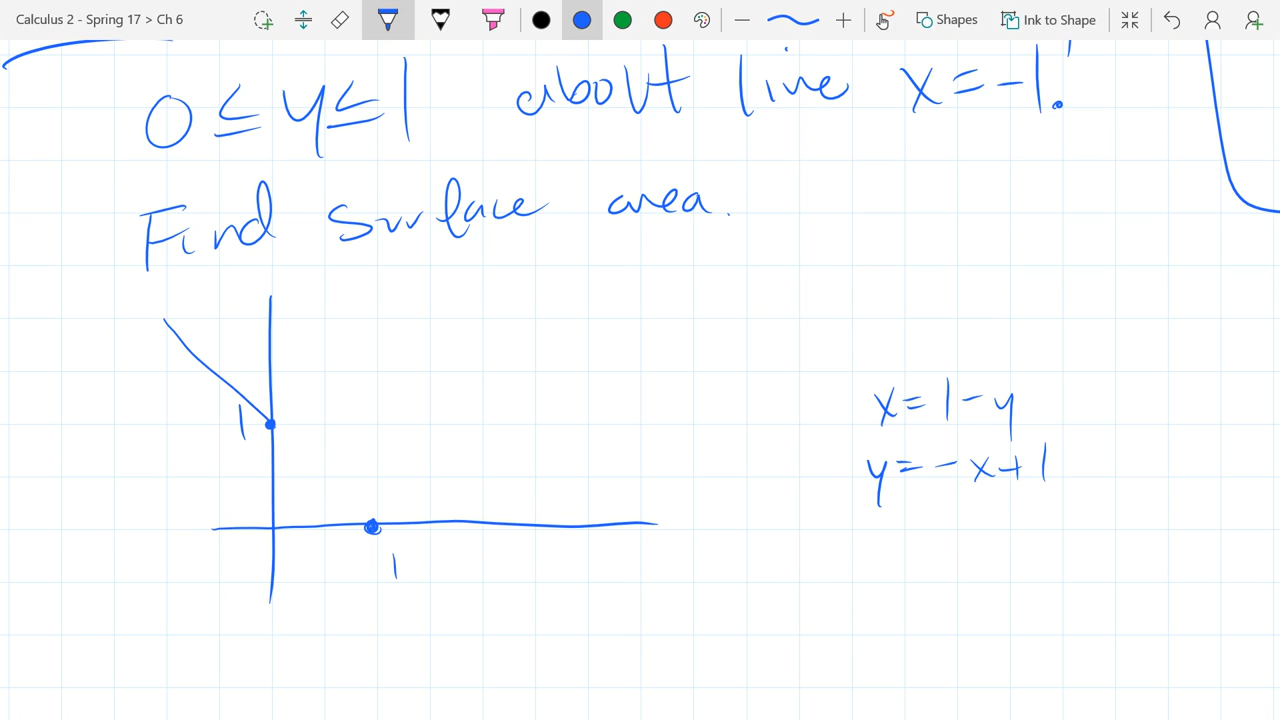 Calculus 2 - Spring 17 > Ch 6 Shapes Ink to Shape
0 ≤ y ≤ 1 about line x = -1.
Find surface area.
x = 1 - y
1
y = -x + 1
1